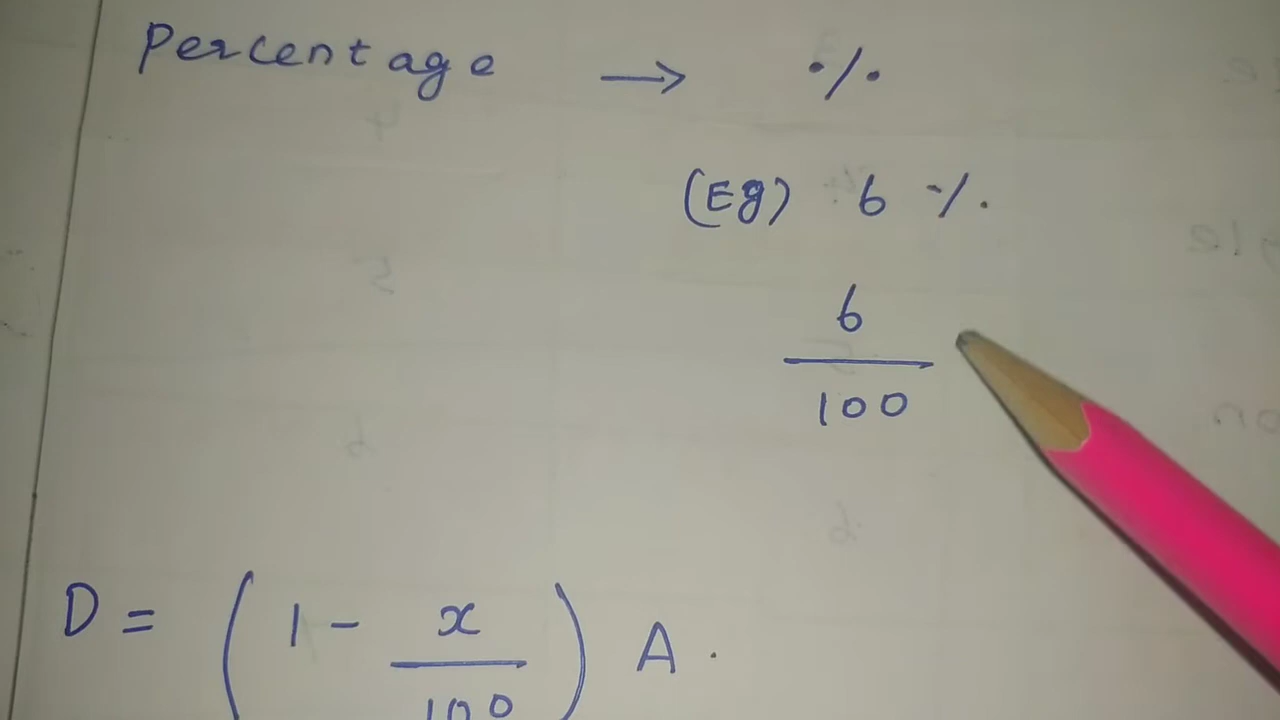 Percentage → %
(Eg) 6 %.
6
100
D = (1 - x/100) A.